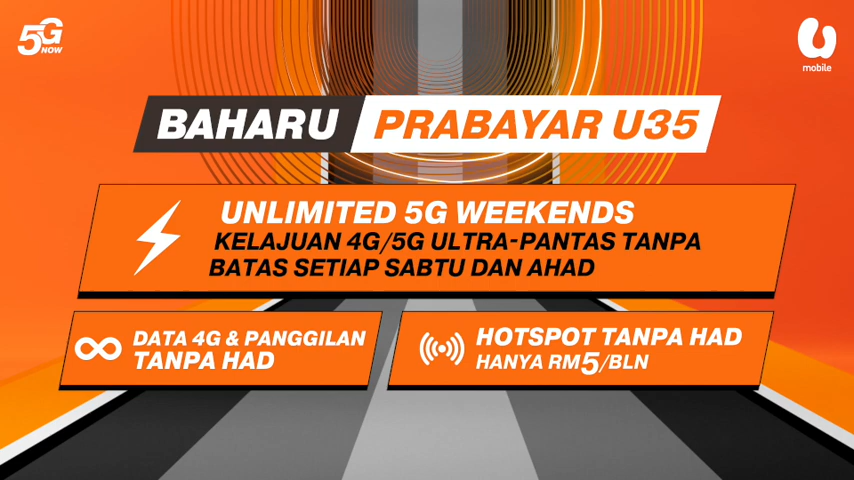 5G
NOW
U
mobile
BAHARU PRABAYAR U35
UNLIMITED 5G WEEKENDS
KELAJUAN 4G/5G ULTRA-PANTAS TANPA
BATAS SETIAP SABTU DAN AHAD
DATA 4G & PANGGILAN
TANPA HAD
HOTSPOT TANPA HAD
HANYA RM5/BLN